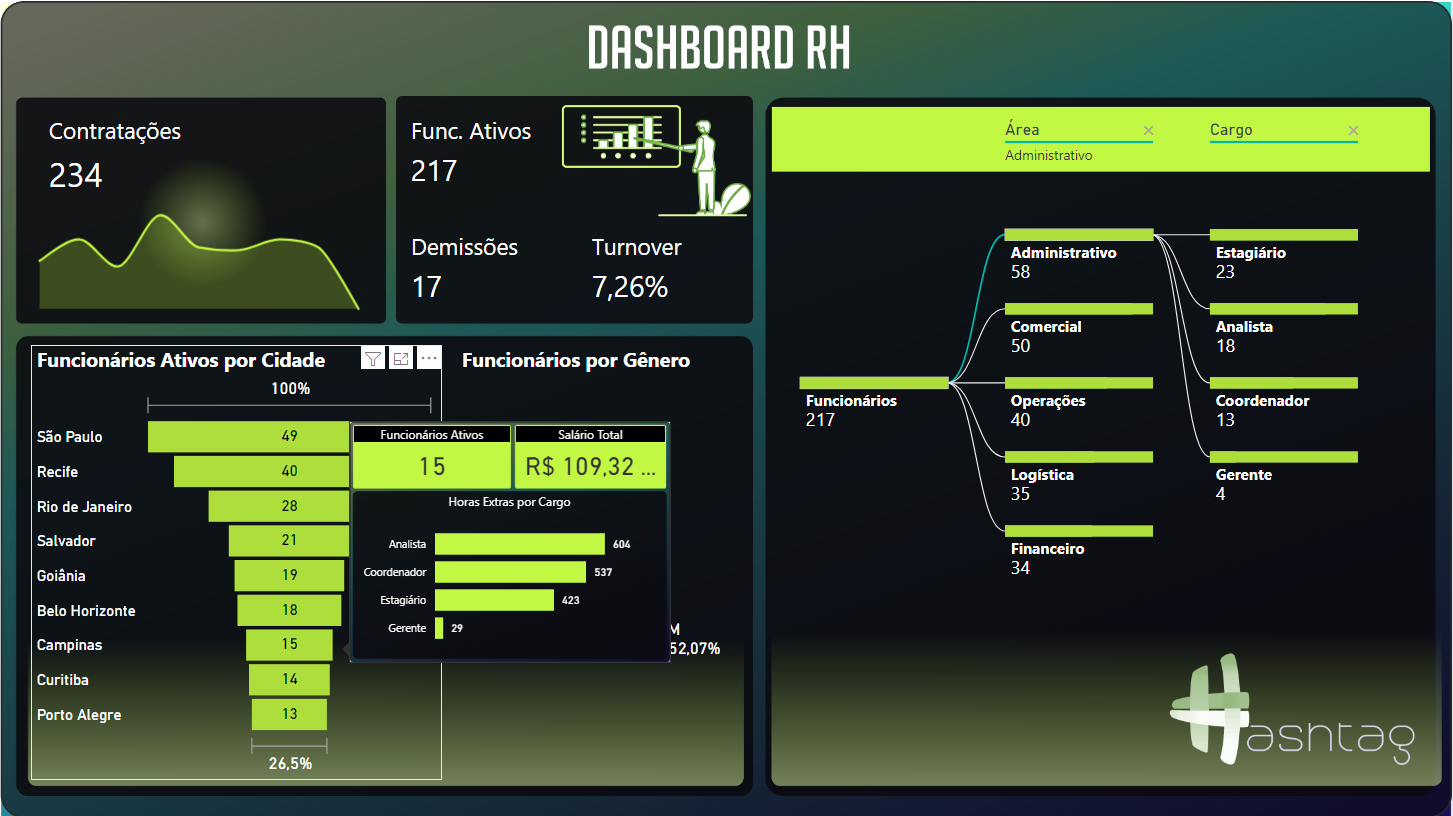 DASHBOARD RH
Contratações
234
Func. Ativos
217
Demissões
17
Turnover
7,26%
Funcionários Ativos por Cidade
100%
São Paulo 49
Recife 40
Rio de Janeiro 28
Salvador 21
Goiânia 19
Belo Horizonte 18
Campinas 15
Curitiba 14
Porto Alegre 13
26,5%
Funcionários por Gênero
Funcionários Ativos
15
Salário Total
R$ 109,32 ...
Horas Extras por Cargo
Analista 604
Coordenador 537
Estagiário 423
Gerente 29
M
52,07%
Área
Administrativo
Cargo
Funcionários
217
Administrativo
58
Comercial
50
Operações
40
Logística
35
Financeiro
34
Estagiário
23
Analista
18
Coordenador
13
Gerente
4
Hashtag